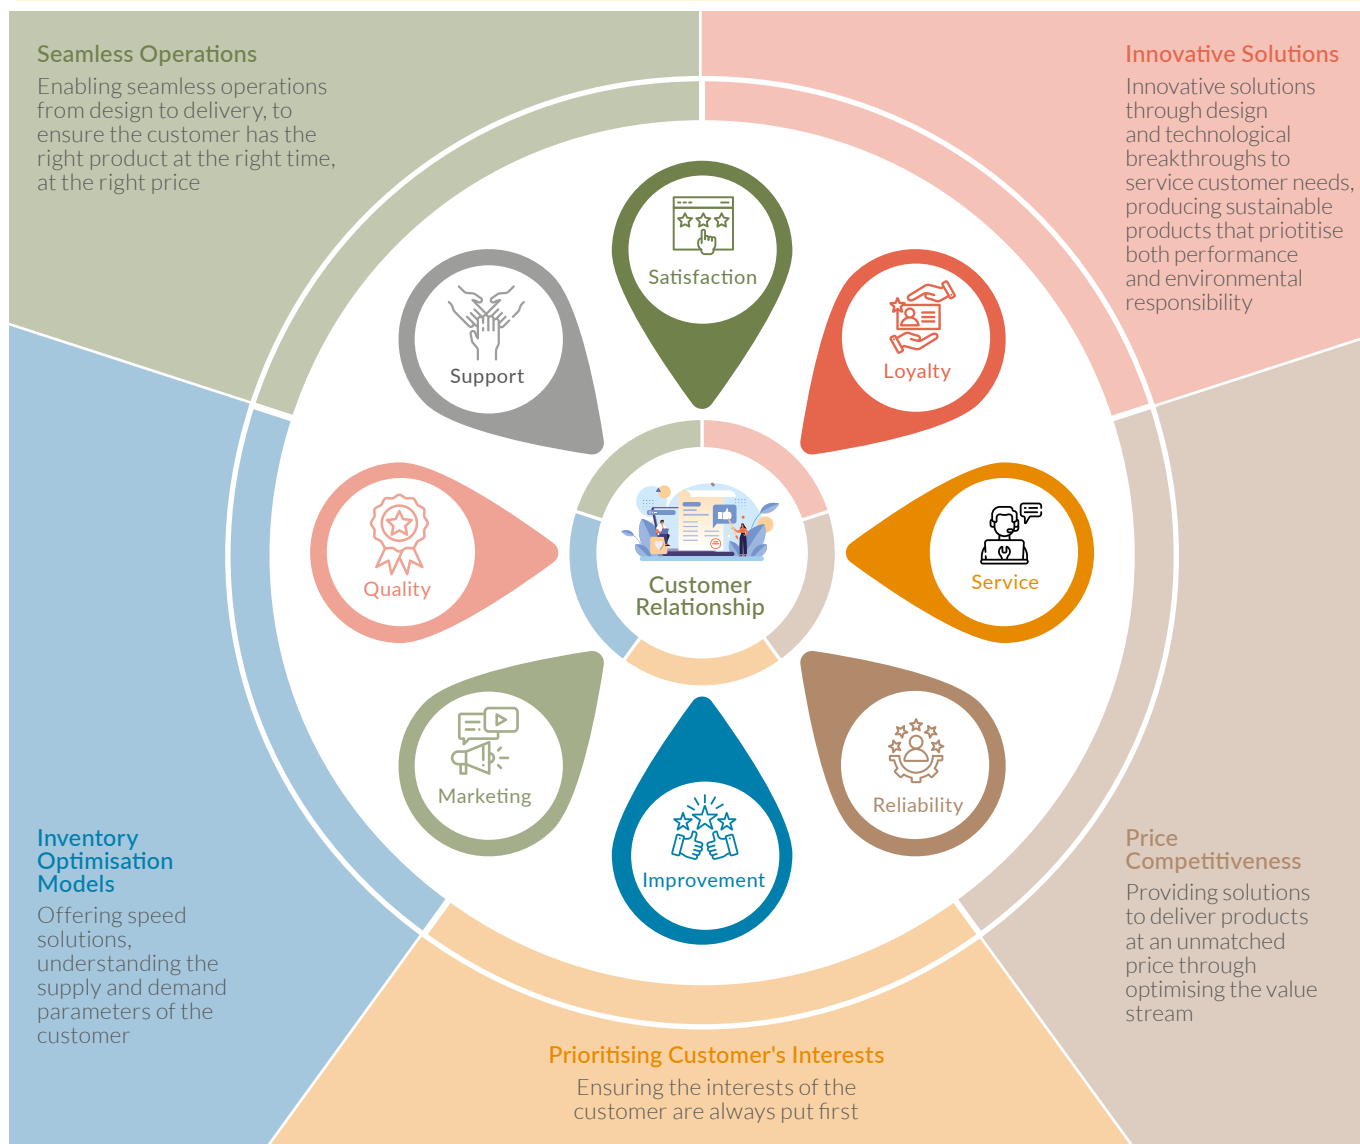 Seamless Operations
Enabling seamless operations
from design to delivery, to
ensure the customer has the
right product at the right time,
at the right price
Innovative Solutions
Innovative solutions
through design
and technological
breakthroughs to
service customer needs,
producing sustainable
products that priotitise
both performance
and environmental
responsibility
Satisfaction
Support
Loyalty
Quality
Customer
Relationship
Service
Marketing
Improvement
Reliability
Inventory
Optimisation
Models
Offering speed
solutions,
understanding the
supply and demand
parameters of the
customer
Price
Competitiveness
Providing solutions
to deliver products
at an unmatched
price through
optimising the value
stream
Prioritising Customer's Interests
Ensuring the interests of the
customer are always put first